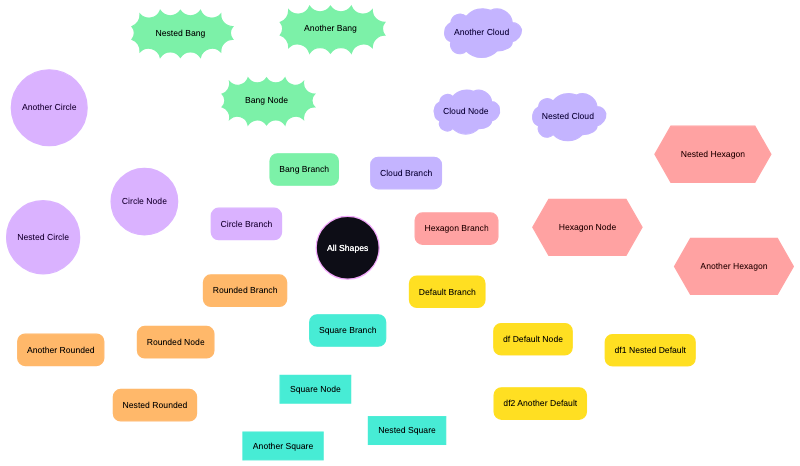 Nested Bang
Another Bang
Another Cloud
Bang Node
Another Circle
Cloud Node
Nested Cloud
Nested Hexagon
Bang Branch
Cloud Branch
Circle Node
Circle Branch
Hexagon Branch
Hexagon Node
Nested Circle
All Shapes
Another Hexagon
Rounded Branch
Default Branch
Square Branch
df Default Node
Rounded Node
Another Rounded
df1 Nested Default
Square Node
Nested Rounded
df2 Another Default
Nested Square
Another Square